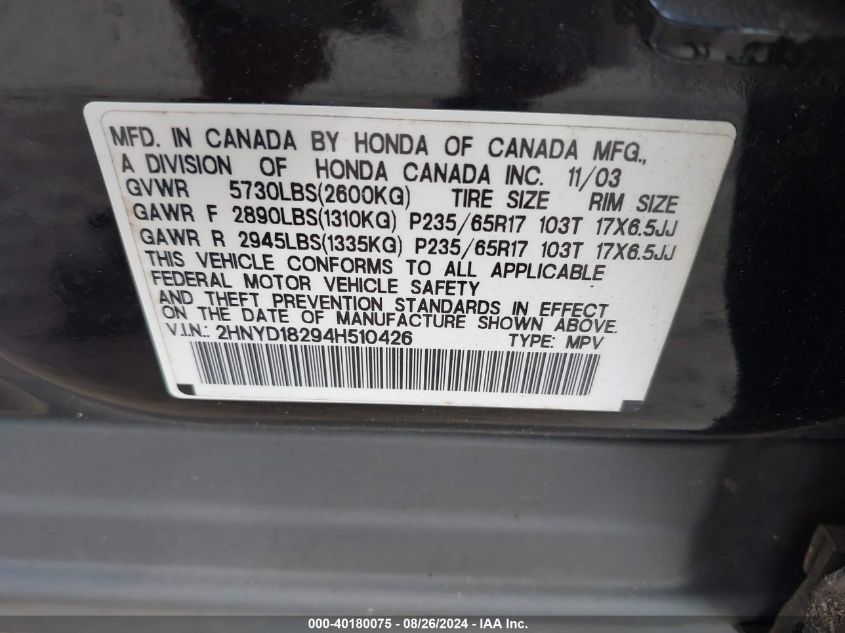 MFD. IN CANADA BY HONDA OF CANADA MFG.,
A DIVISION OF HONDA CANADA INC. 11/03
GVWR 5730LBS(2600KG) TIRE SIZE RIM SIZE
GAWR F 2890LBS(1310KG) P235/65R17 103T 17X6.5JJ
GAWR R 2945LBS(1335KG) P235/65R17 103T 17X6.5JJ
THIS VEHICLE CONFORMS TO ALL APPLICABLE
FEDERAL MOTOR VEHICLE SAFETY
AND THEFT PREVENTION STANDARDS IN EFFECT
ON THE DATE OF MANUFACTURE SHOWN ABOVE.
V.I.N.: 2HNYD18294H510426 TYPE: MPV
000-40180075 - 08/26/2024 - IAA Inc.